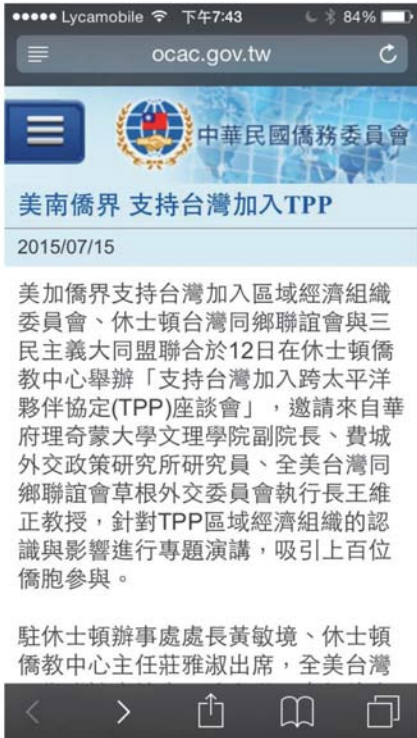 Lycamobile 下午7:43 84%
ocac.gov.tw
中華民國僑務委員會
美南僑界 支持台灣加入TPP
2015/07/15
美加僑界支持台灣加入區域經濟組織
委員會、休士頓台灣同鄉聯誼會與三
民主義大同盟聯合於12日在休士頓僑
教中心舉辦「支持台灣加入跨太平洋
夥伴協定(TPP)座談會」，邀請來自華
府理奇蒙大學文理學院副院長、費城
外交政策研究所研究員、全美台灣同
鄉聯誼會草根外交委員會執行長王維
正教授，針對TPP區域經濟組織的認
識與影響進行專題演講，吸引上百位
僑胞參與。
駐休士頓辦事處處長黃敏境、休士頓
僑教中心主任莊雅淑出席，全美台灣